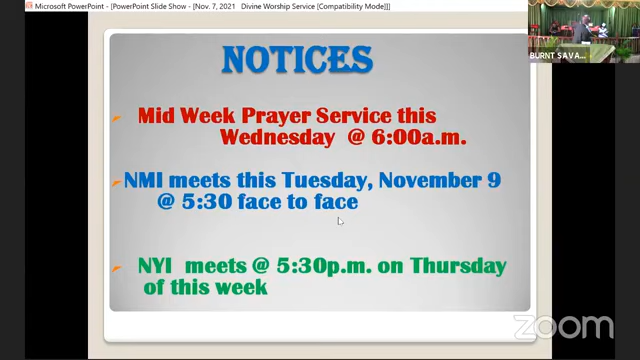 Microsoft PowerPoint - [PowerPoint Slide Show - [Nov. 7, 2021 Divine Worship Service [Compatibility Mode]]]
BURNT SAVA...
NOTICES
Mid Week Prayer Service this
Wednesday @ 6:00a.m.
NMI meets this Tuesday, November 9
@ 5:30 face to face
NYI meets @ 5:30p.m. on Thursday
of this week
zoom